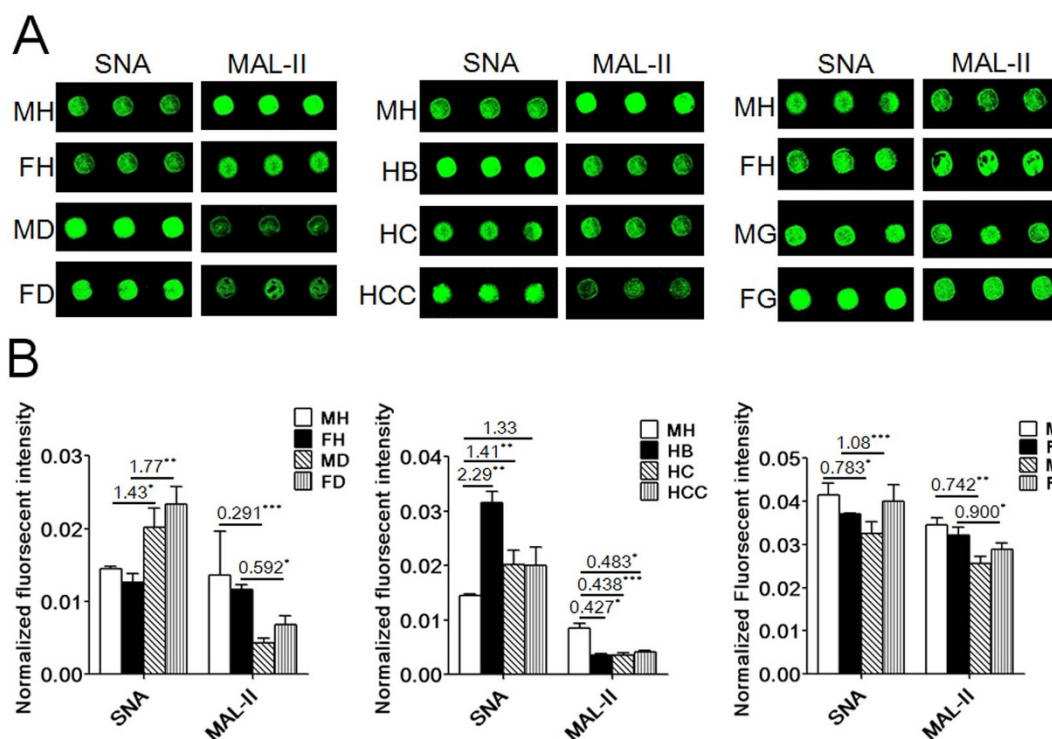 A
SNA MAL-II
MH
FH
MD
FD
SNA MAL-II
MH
HB
HC
HCC
SNA MAL-II
MH
FH
MG
FG
B
Normalized fluorsecent intensity
0.03
0.02
0.01
0.00
1.77**
1.43*
0.291***
0.592*
MH
FH
MD
FD
SNA
MAL-II
Normalized fluorsecent intensity
0.04
0.03
0.02
0.01
0.00
1.33
1.41**
2.29**
0.483*
0.438***
0.427*
MH
HB
HC
HCC
SNA
MAL-II
Normalized Fluorsecent intensity
0.05
0.04
0.03
0.02
0.01
0.00
1.08***
0.783*
0.742**
0.900*
SNA
MAL-II